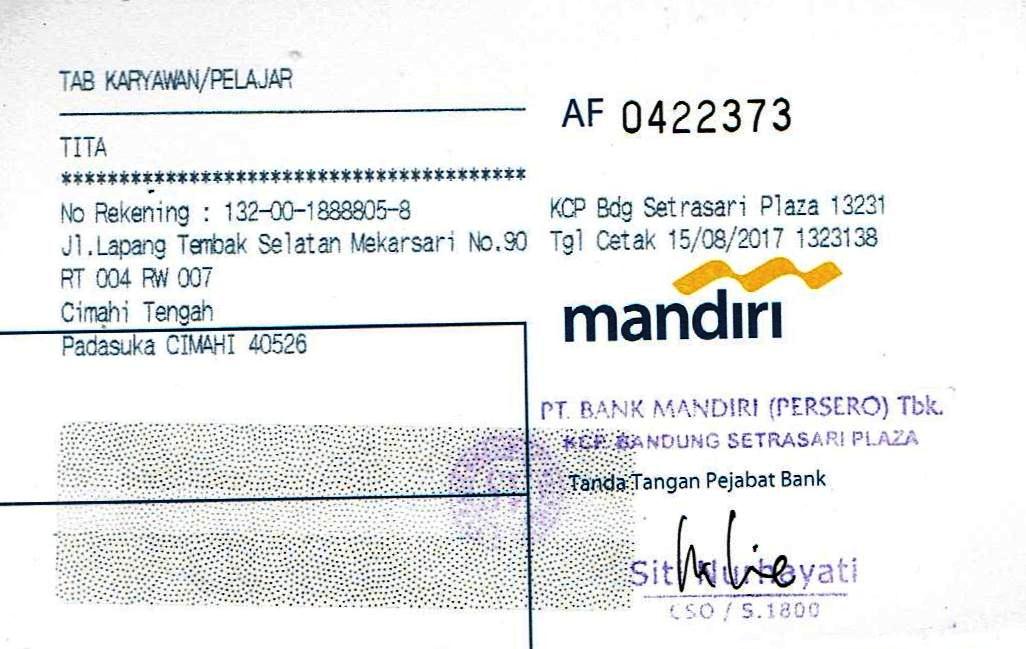 TAB KARYAWAN/PELAJAR
AF 0422373
TITA
****************************************
No Rekening : 132-00-1888805-8
Jl.Lapang Tembak Selatan Mekarsari No.90
RT 004 RW 007
Cimahi Tengah
Padasuka CIMAHI 40526
KCP Bdg Setrasari Plaza 13231
Tgl Cetak 15/08/2017 1323138
mandiri
PT. BANK MANDIRI (PERSERO) Tbk.
KCP BANDUNG SETRASARI PLAZA
Tanda Tangan Pejabat Bank
Siti Nurhayati
CSO / S.1800